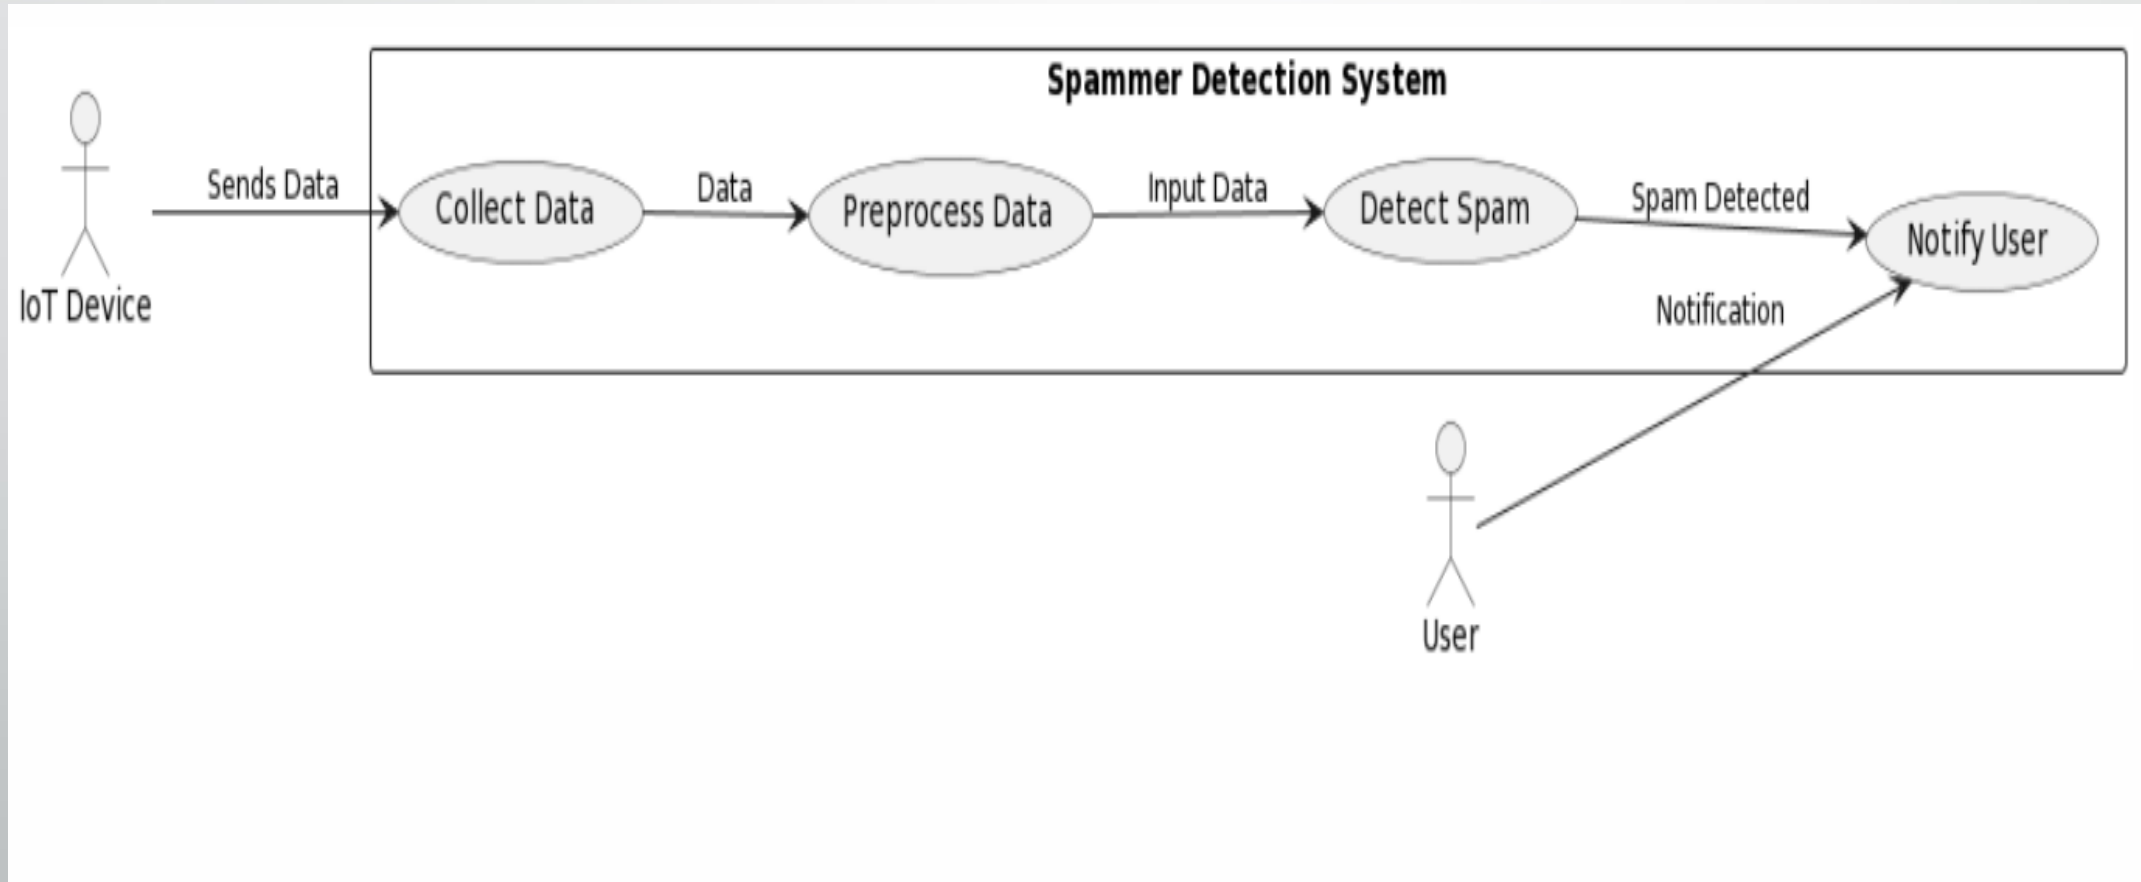 Spammer Detection System
Sends Data
Collect Data
Data
Preprocess Data
Input Data
Detect Spam
Spam Detected
Notify User
IoT Device
Notification
User